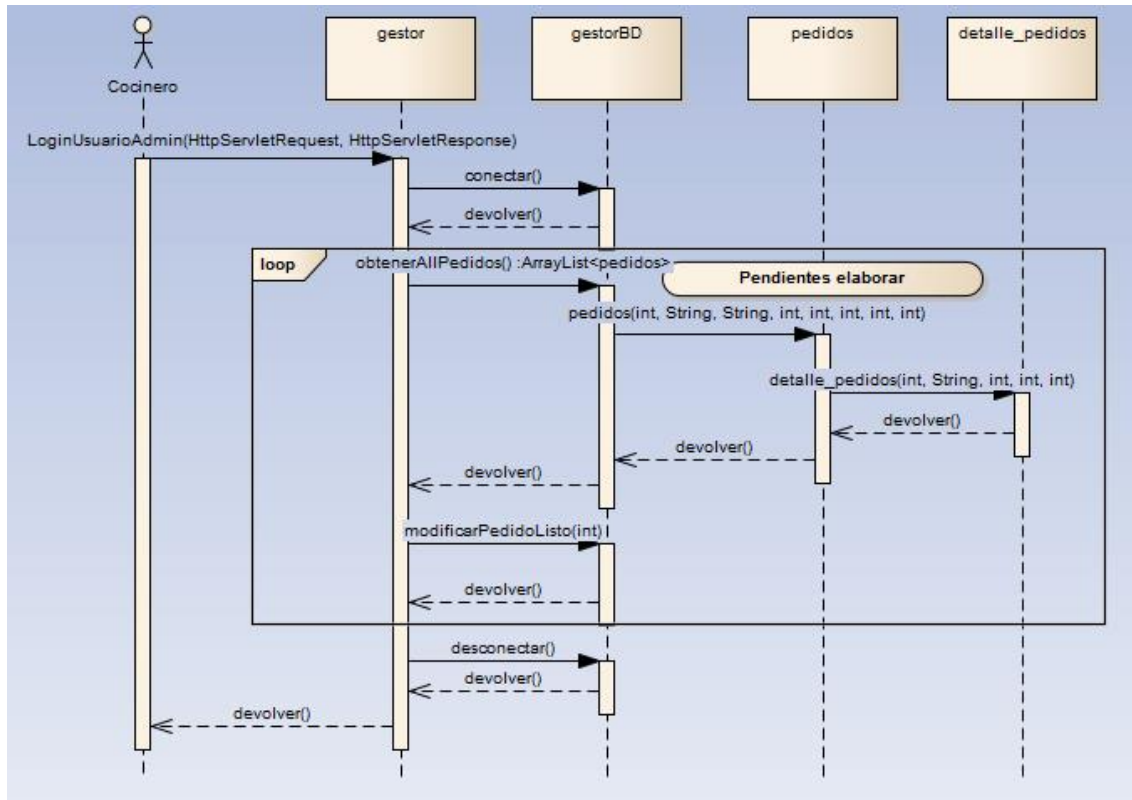 gestor
gestorBD
pedidos
detalle_pedidos
Cocinero
LoginUsuarioAdmin(HttpServletRequest, HttpServletResponse)
conectar()
devolver()
loop
obtenerAllPedidos() :ArrayList<pedidos>
Pendientes elaborar
pedidos(int, String, String, int, int, int, int, int)
detalle_pedidos(int, String, int, int, int)
devolver()
devolver()
devolver()
modificarPedidoListo(int)
devolver()
desconectar()
devolver()
devolver()